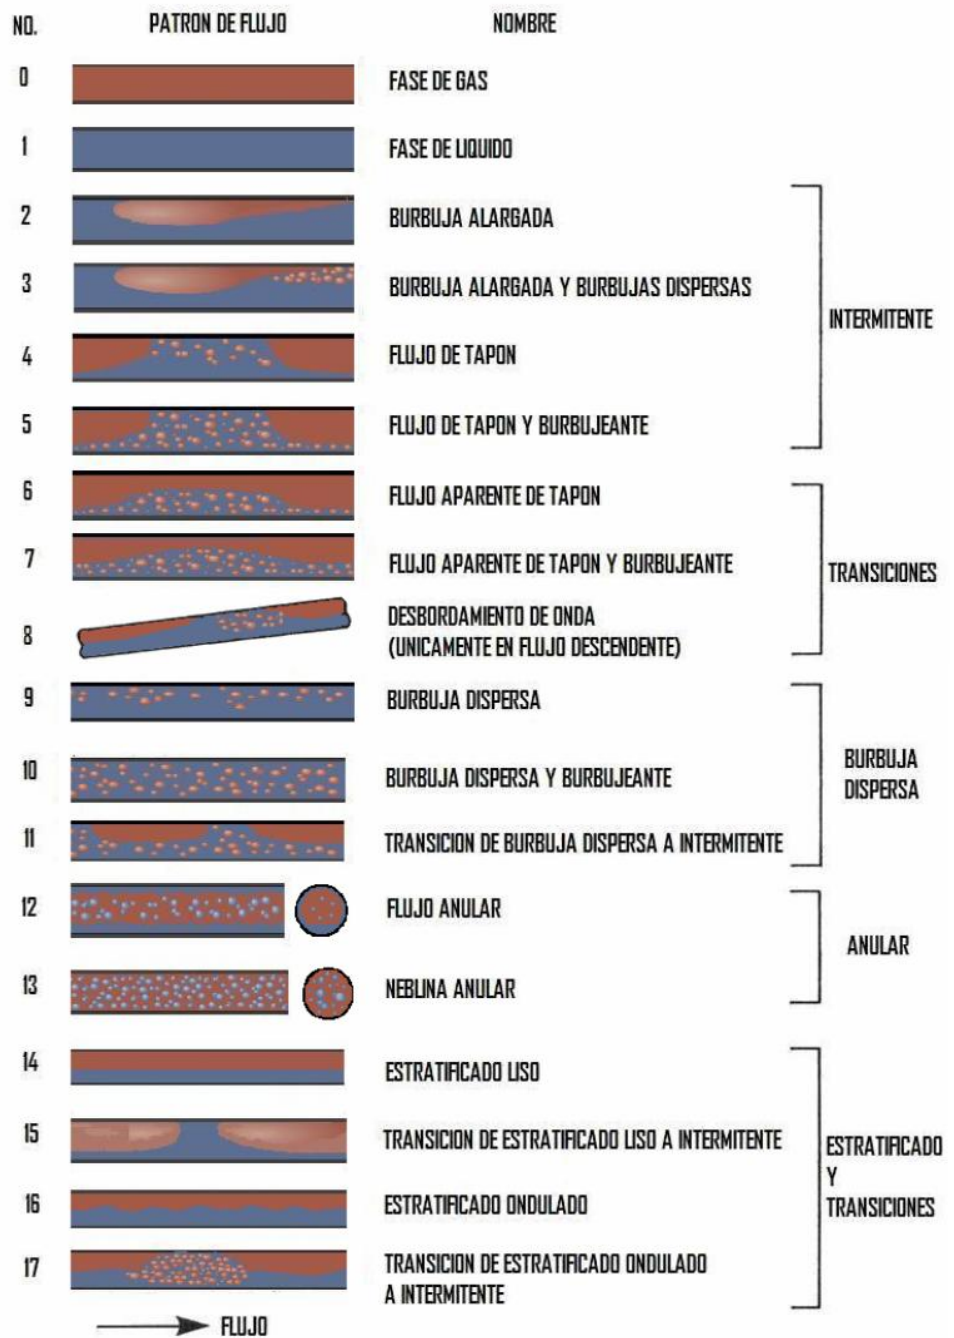 NO. PATRON DE FLUJO NOMBRE
0 FASE DE GAS
1 FASE DE LIQUIDO
2 BURBUJA ALARGADA
3 BURBUJA ALARGADA Y BURBUJAS DISPERSAS
INTERMITENTE
4 FLUJO DE TAPON
5 FLUJO DE TAPON Y BURBUJEANTE
6 FLUJO APARENTE DE TAPON
7 FLUJO APARENTE DE TAPON Y BURBUJEANTE
TRANSICIONES
8 DESBORDAMIENTO DE ONDA
(UNICAMENTE EN FLUJO DESCENDENTE)
9 BURBUJA DISPERSA
10 BURBUJA DISPERSA Y BURBUJEANTE
BURBUJA
DISPERSA
11 TRANSICION DE BURBUJA DISPERSA A INTERMITENTE
12 FLUJO ANULAR
ANULAR
13 NEBLINA ANULAR
14 ESTRATIFICADO LISO
15 TRANSICION DE ESTRATIFICADO LISO A INTERMITENTE
ESTRATIFICADO
Y
TRANSICIONES
16 ESTRATIFICADO ONDULADO
17 TRANSICION DE ESTRATIFICADO ONDULADO
A INTERMITENTE
FLUJO